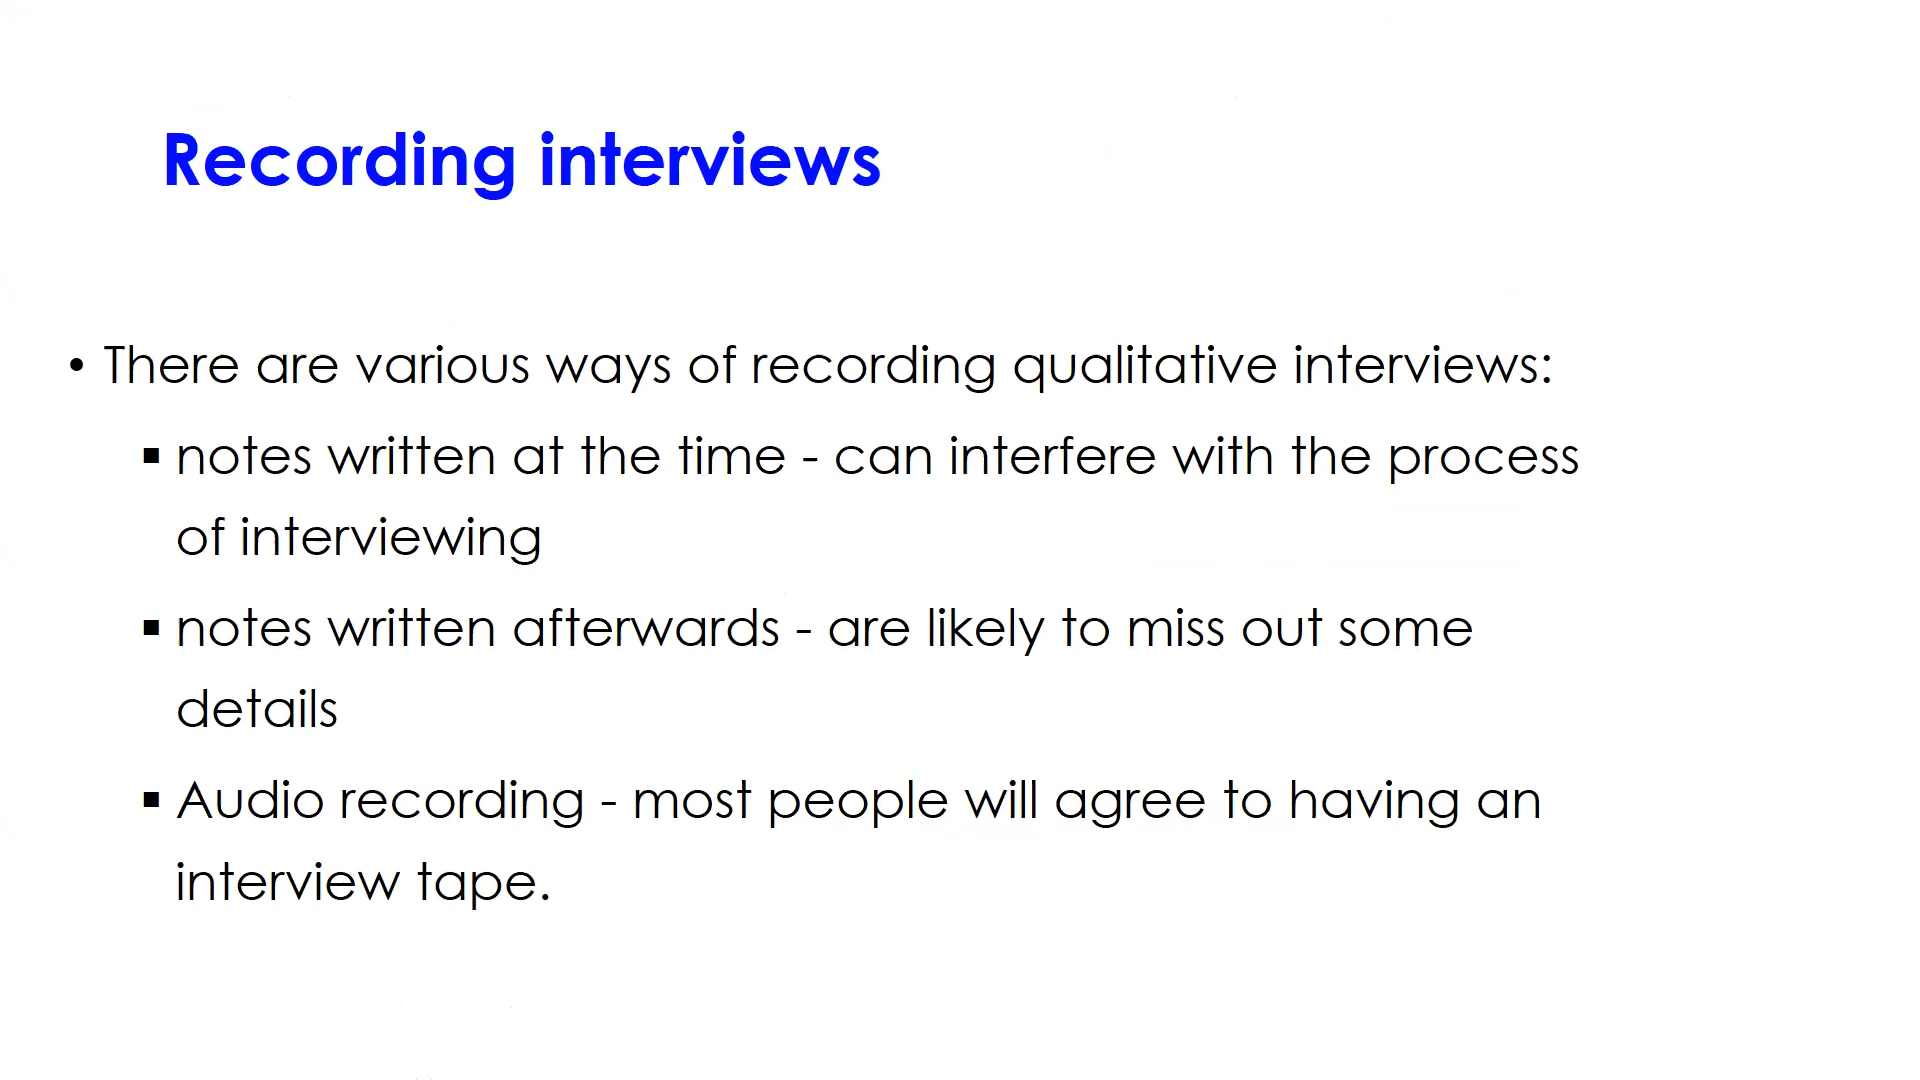 Recording interviews
• There are various ways of recording qualitative interviews:
▪ notes written at the time - can interfere with the process
of interviewing
▪ notes written afterwards - are likely to miss out some
details
▪ Audio recording - most people will agree to having an
interview tape.